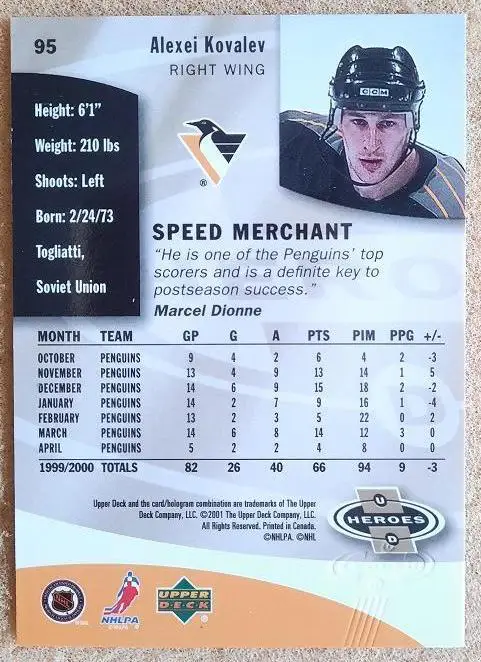 95
Alexei Kovalev
RIGHT WING
CCM
Height: 6'1"
Weight: 210 lbs
Shoots: Left
Born: 2/24/73
Togliatti,
Soviet Union
®
SPEED MERCHANT
"He is one of the Penguins' top
scorers and is a definite key to
postseason success."
Marcel Dionne
MONTH TEAM GP G A PTS PIM PPG +/-
OCTOBER PENGUINS 9 4 2 6 4 2 -3
NOVEMBER PENGUINS 13 4 9 13 14 1 5
DECEMBER PENGUINS 14 6 9 15 18 2 -2
JANUARY PENGUINS 14 2 7 9 16 1 -4
FEBRUARY PENGUINS 13 2 3 5 22 0 2
MARCH PENGUINS 14 6 8 14 12 3 0
APRIL PENGUINS 5 2 2 4 8 0 0
1999/2000 TOTALS 82 26 40 66 94 9 -3
Upper Deck and the card/hologram combination are trademarks of The Upper
Deck Company, LLC. ©2001 The Upper Deck Company, LLC.
All Rights Reserved. Printed in Canada.
©NHLPA. ©NHL
U
HEROES
D
NHL
NHLPA
UPPER
DECK
®